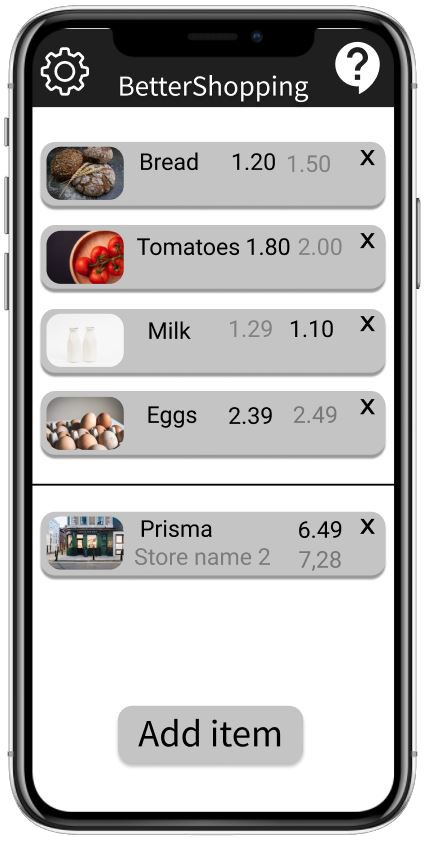 BetterShopping
?
Bread 1.20 1.50 X
Tomatoes 1.80 2.00 X
Milk 1.29 1.10 X
Eggs 2.39 2.49 X
Prisma 6.49 X
Store name 2 7,28
Add item